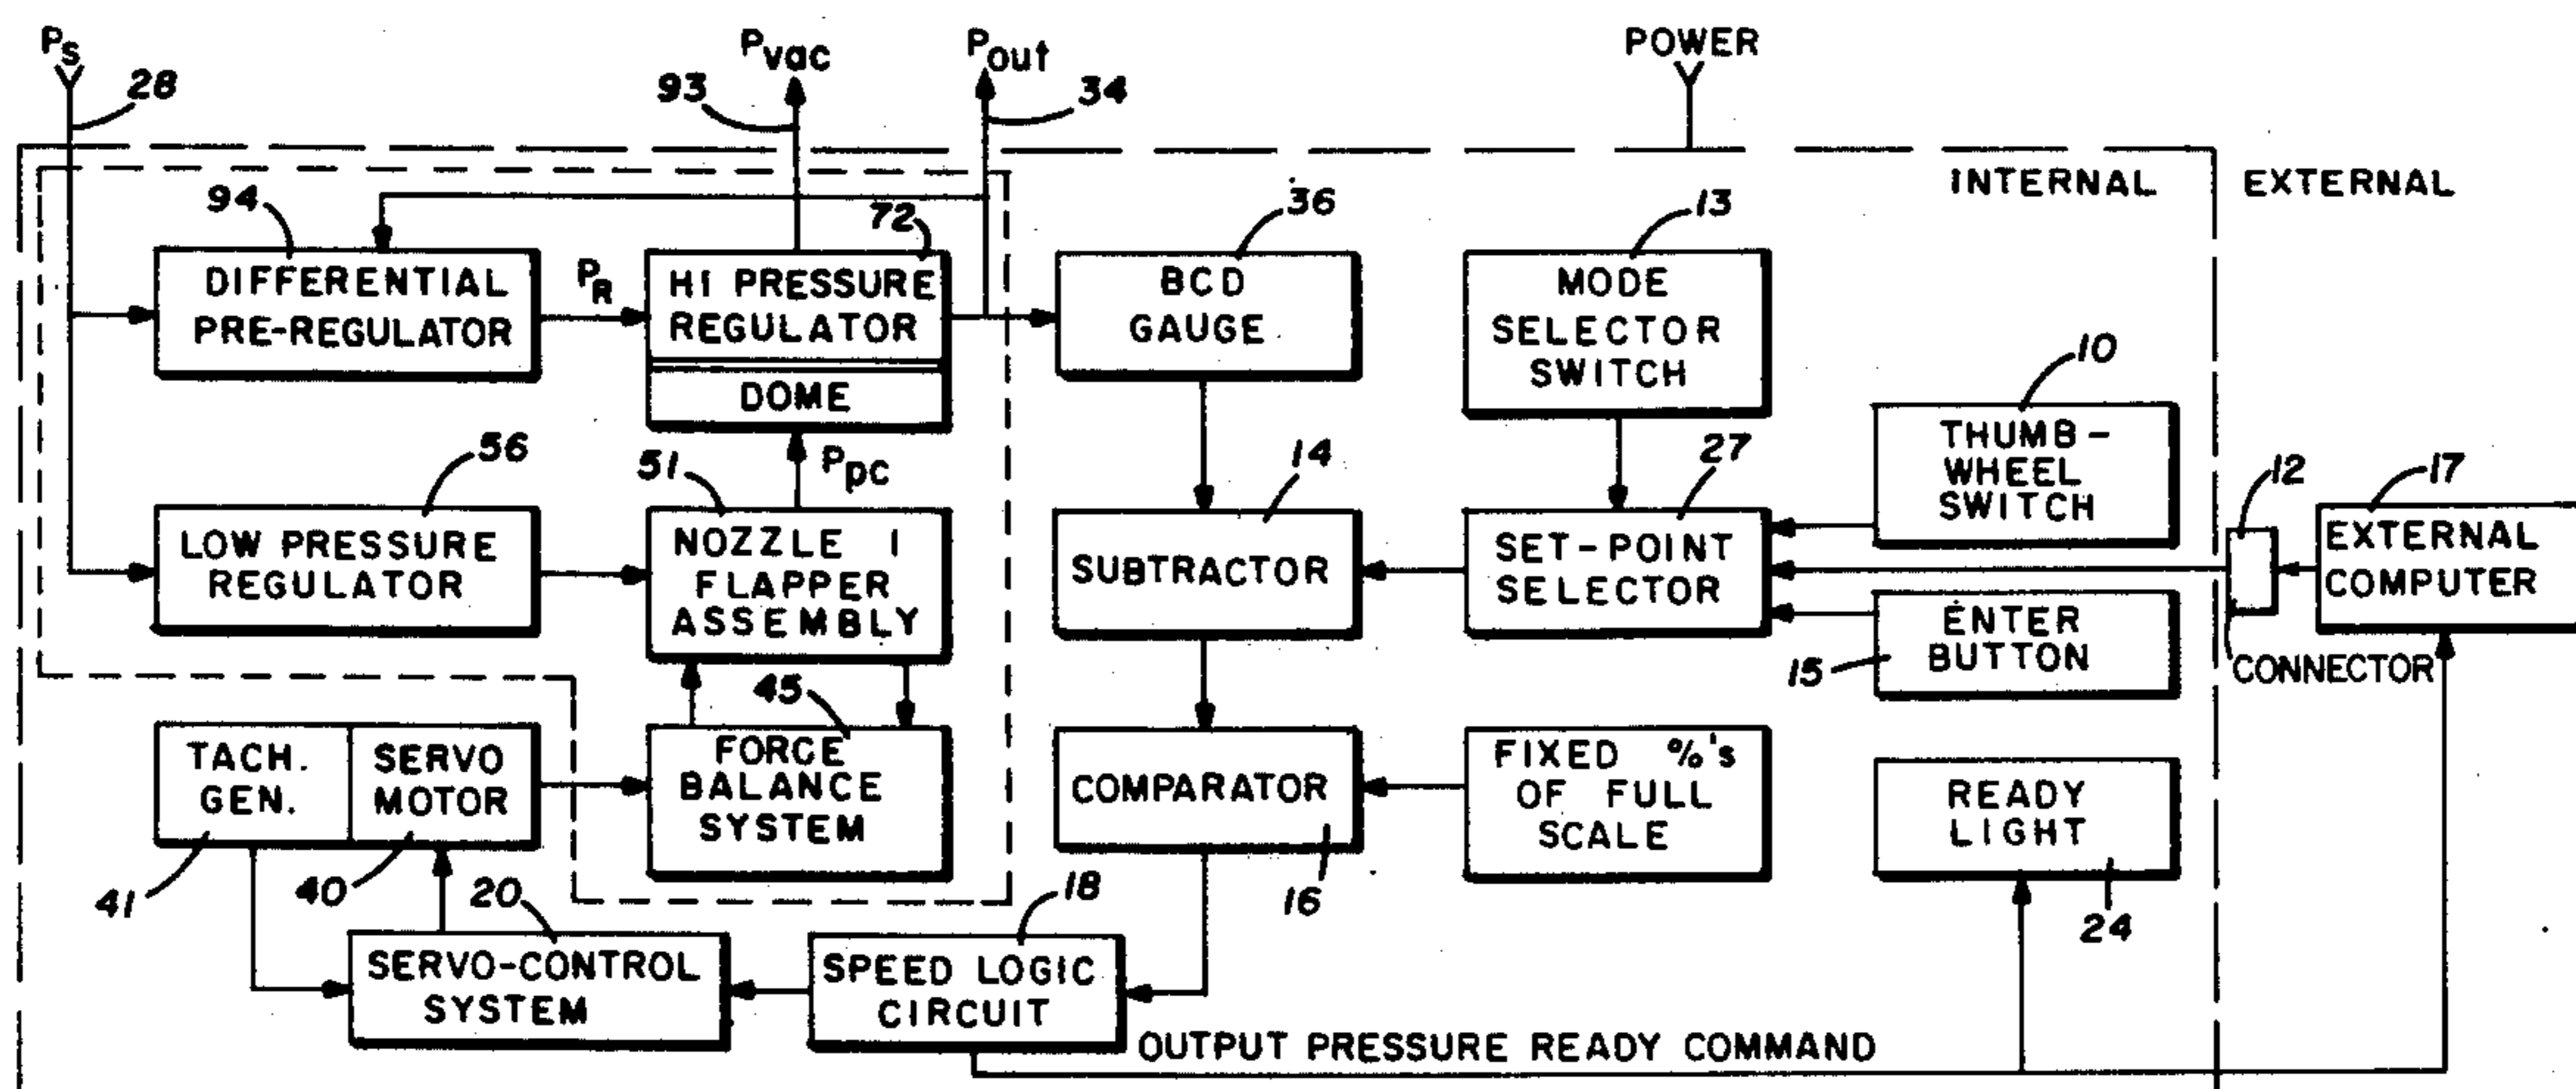 Ps
28
93
Pvac
Pout
34
POWER
INTERNAL
EXTERNAL
94
DIFFERENTIAL
PRE-REGULATOR
PR
72
HI PRESSURE
REGULATOR
DOME
36
BCD
GAUGE
13
MODE
SELECTOR
SWITCH
10
THUMB-
WHEEL
SWITCH
56
LOW PRESSURE
REGULATOR
51
Ppc
NOZZLE I
FLAPPER
ASSEMBLY
14
SUBTRACTOR
27
SET-POINT
SELECTOR
12
CONNECTOR
17
EXTERNAL
COMPUTER
15
ENTER
BUTTON
41
TACH.
GEN.
40
SERVO
MOTOR
45
FORCE
BALANCE
SYSTEM
COMPARATOR
16
FIXED %'s
OF FULL
SCALE
READY
LIGHT
24
20
SERVO-CONTROL
SYSTEM
18
SPEED LOGIC
CIRCUIT
OUTPUT PRESSURE READY COMMAND